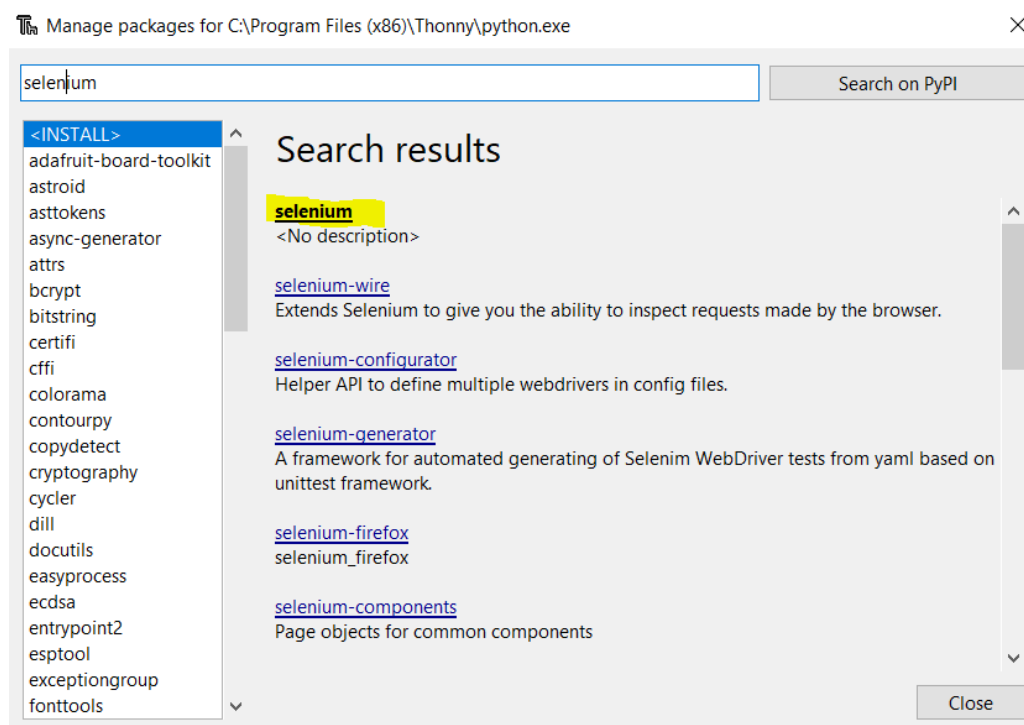 Manage packages for C:\Program Files (x86)\Thonny\python.exe
selenium
Search on PyPI
<INSTALL>
adafruit-board-toolkit
astroid
asttokens
async-generator
attrs
bcrypt
bitstring
certifi
cffi
colorama
contourpy
copydetect
cryptography
cycler
dill
docutils
easyprocess
ecdsa
entrypoint2
esptool
exceptiongroup
fonttools
Search results
selenium
<No description>
selenium-wire
Extends Selenium to give you the ability to inspect requests made by the browser.
selenium-configurator
Helper API to define multiple webdrivers in config files.
selenium-generator
A framework for automated generating of Selenim WebDriver tests from yaml based on
unittest framework.
selenium-firefox
selenium_firefox
selenium-components
Page objects for common components
Close